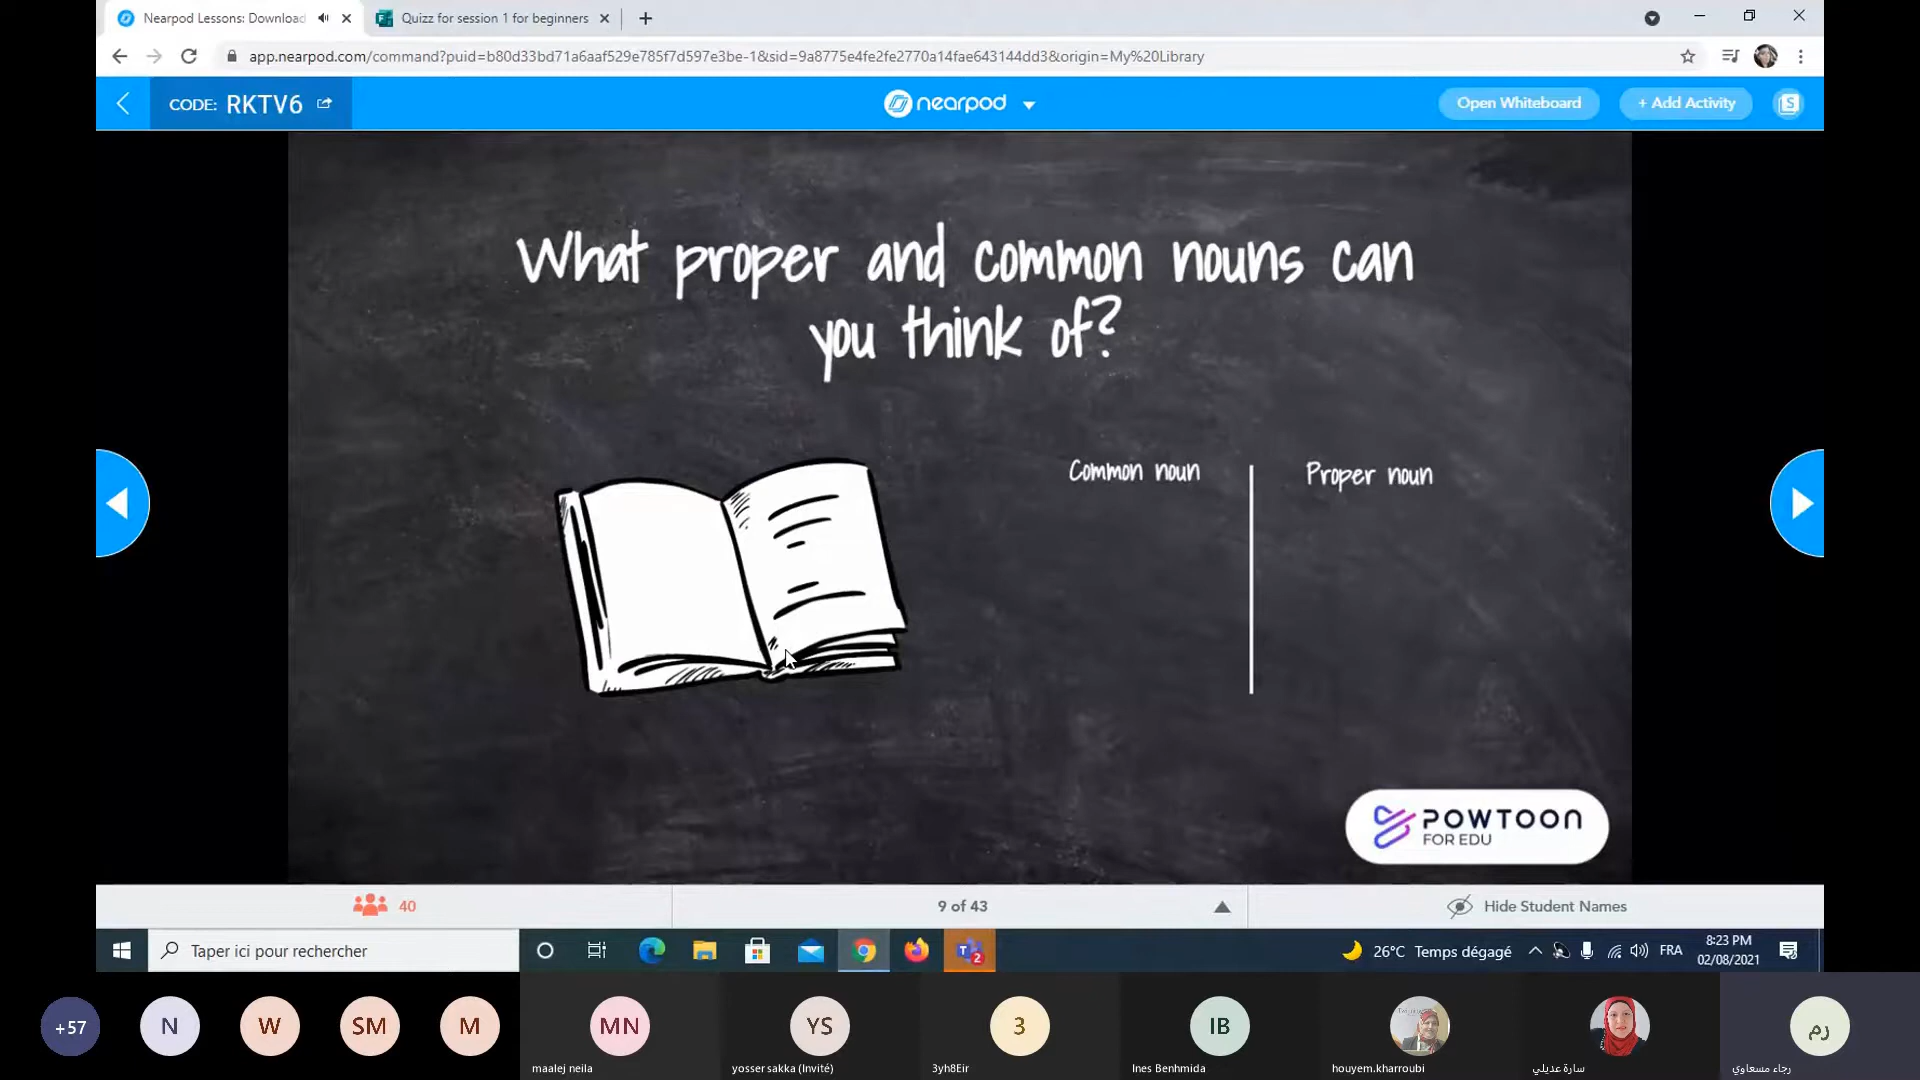 Nearpod Lessons: Download
Quizz for session 1 for beginners
app.nearpod.com/command?puid=b80d33bd71a6aaf529e785f7d597e3be-1&sid=9a8775e4fe2fe2770a14fae643144dd3&origin=My%20Library
CODE: RKTV6
nearpod
Open Whiteboard
+ Add Activity
S
What proper and common nouns can
you think of?
Common noun
Proper noun
POWTOON
FOR EDU
40
9 of 43
Hide Student Names
Taper ici pour rechercher
2
26°C Temps dégagé
FRA
8:23 PM
02/08/2021
+57
N
W
SM
M
MN
YS
3
IB
رم
maalej neila
yosser sakka (Invité)
3yh8Eir
Ines Benhmida
houyem.kharroubi
سارة عديلي
رجاء مسعاوي